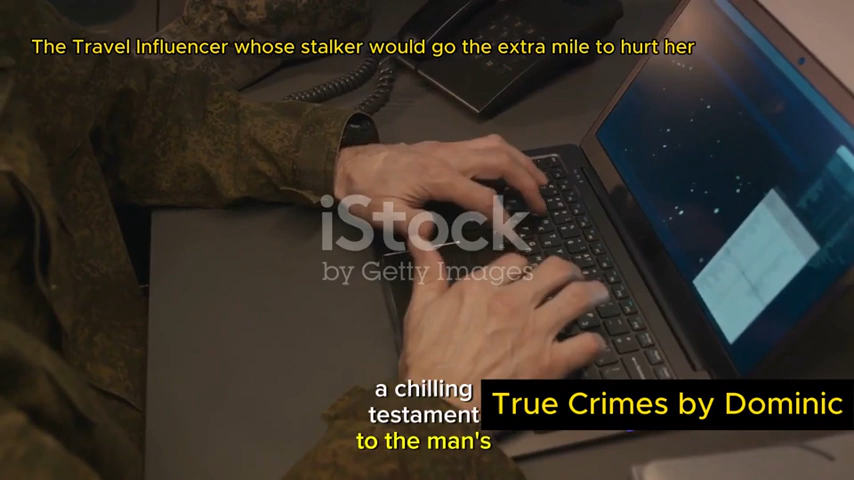 The Travel Influencer whose stalker would go the extra mile to hurt her
iStock
by Getty Images
a chilling
testament
to the man's
True Crimes by Dominic